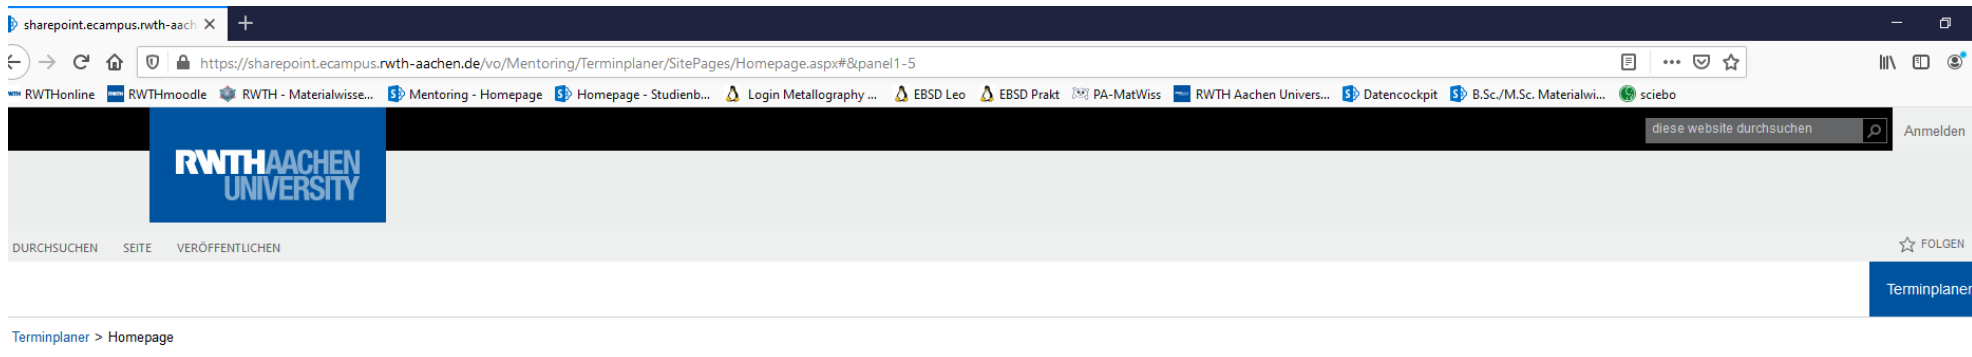 sharepoint.ecampus.rwth-aach
https://sharepoint.ecampus.rwth-aachen.de/vo/Mentoring/Terminplaner/SitePages/Homepage.aspx#&panel1-5
RWTHonline RWTHmoodle RWTH - Materialwisse... Mentoring - Homepage Homepage - Studienb... Login Metallography ... EBSD Leo EBSD Prakt PA-MatWiss RWTH Aachen Univers... Datencockpit B.Sc./M.Sc. Materialwi... sciebo
diese website durchsuchen Anmelden
RWTHAACHEN
UNIVERSITY
DURCHSUCHEN SEITE VERÖFFENTLICHEN FOLGEN
Terminplaner
Terminplaner > Homepage